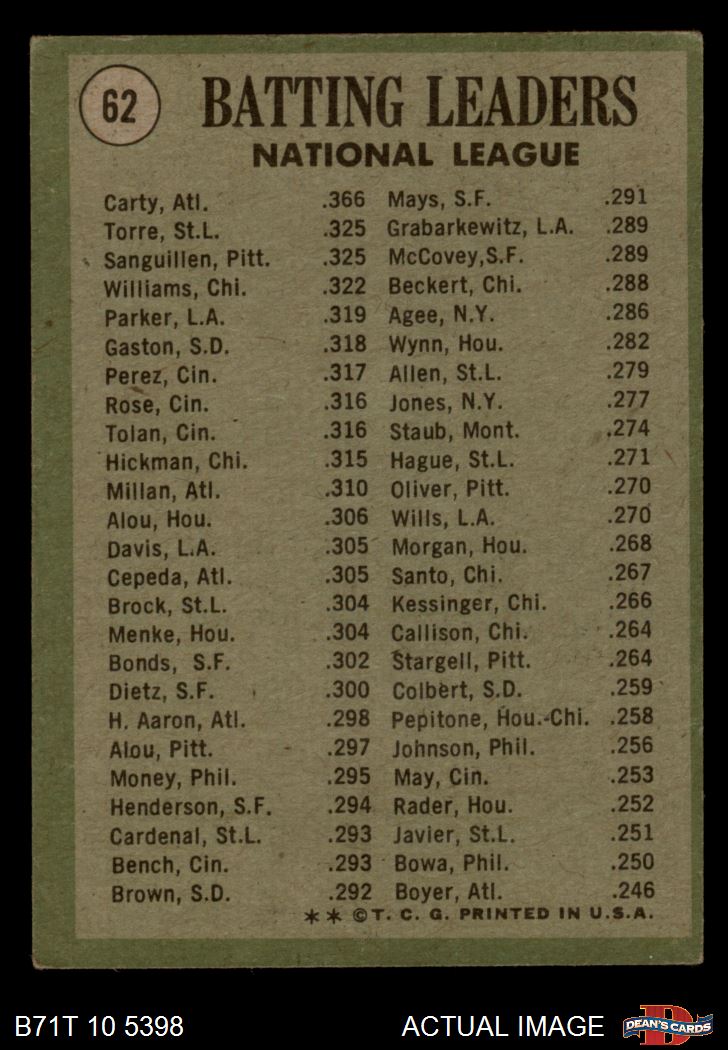 62
BATTING LEADERS
NATIONAL LEAGUE
Carty, Atl. .366
Torre, St.L. .325
Sanguillen, Pitt. .325
Williams, Chi. .322
Parker, L.A. .319
Gaston, S.D. .318
Perez, Cin. .317
Rose, Cin. .316
Tolan, Cin. .316
Hickman, Chi. .315
Millan, Atl. .310
Alou, Hou. .306
Davis, L.A. .305
Cepeda, Atl. .305
Brock, St.L. .304
Menke, Hou. .304
Bonds, S.F. .302
Dietz, S.F. .300
H. Aaron, Atl. .298
Alou, Pitt. .297
Money, Phil. .295
Henderson, S.F. .294
Cardenal, St.L. .293
Bench, Cin. .293
Brown, S.D. .292
Mays, S.F. .291
Grabarkewitz, L.A. .289
McCovey,S.F. .289
Beckert, Chi. .288
Agee, N.Y. .286
Wynn, Hou. .282
Allen, St.L. .279
Jones, N.Y. .277
Staub, Mont. .274
Hague, St.L. .271
Oliver, Pitt. .270
Wills, L.A. .270
Morgan, Hou. .268
Santo, Chi. .267
Kessinger, Chi. .266
Callison, Chi. .264
Stargell, Pitt. .264
Colbert, S.D. .259
Pepitone, Hou.-Chi. .258
Johnson, Phil. .256
May, Cin. .253
Rader, Hou. .252
Javier, St.L. .251
Bowa, Phil. .250
Boyer, Atl. .246
** ©T. C. G. PRINTED IN U.S.A.
B71T 10 5398
ACTUAL IMAGE
D
DEAN'S CARDS